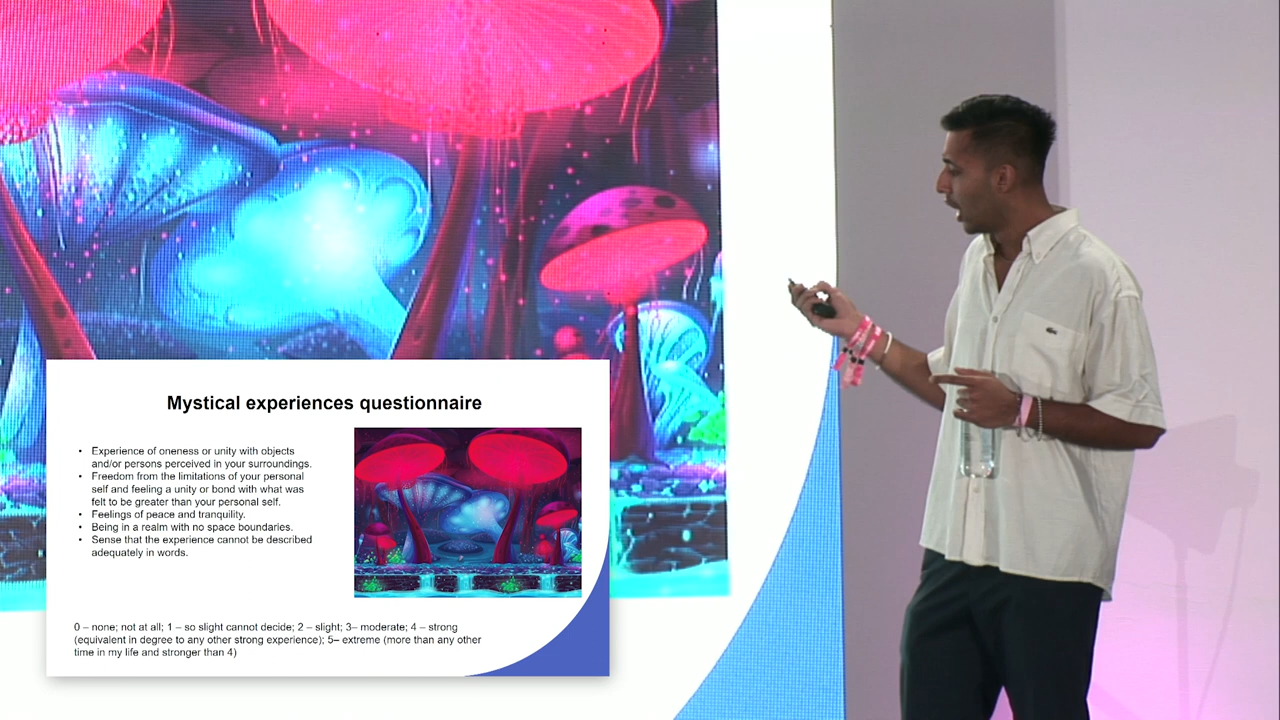 Mystical experiences questionnaire
• Experience of oneness or unity with objects
and/or persons perceived in your surroundings.
• Freedom from the limitations of your personal
self and feeling a unity or bond with what was
felt to be greater than your personal self.
• Feelings of peace and tranquility.
• Being in a realm with no space boundaries.
• Sense that the experience cannot be described
adequately in words.
0 – none; not at all; 1 – so slight cannot decide; 2 – slight; 3– moderate; 4 – strong
(equivalent in degree to any other strong experience); 5– extreme (more than any other
time in my life and stronger than 4)